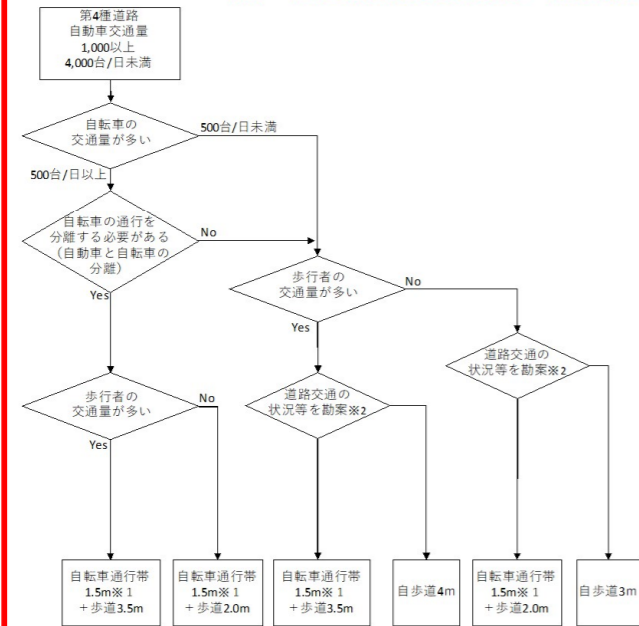 第4種道路
自動車交通量
1,000以上
4,000台/日未満
自転車の
交通量が多い
500台/日未満
500台/日以上
自転車の通行を
分離する必要がある
（自動車と自転車の
分離）
No
Yes
歩行者の
交通量が多い
No
Yes
道路交通の
状況等を勘案※2
歩行者の
交通量が多い
No
Yes
道路交通の
状況等を勘案※2
自転車通行帯
1.5m※１
＋歩道3.5m
自転車通行帯
1.5m※１
＋歩道2.0m
自転車通行帯
1.5m※１
＋歩道3.5m
自歩道4m
自転車通行帯
1.5m※１
＋歩道2.0m
自歩道3m